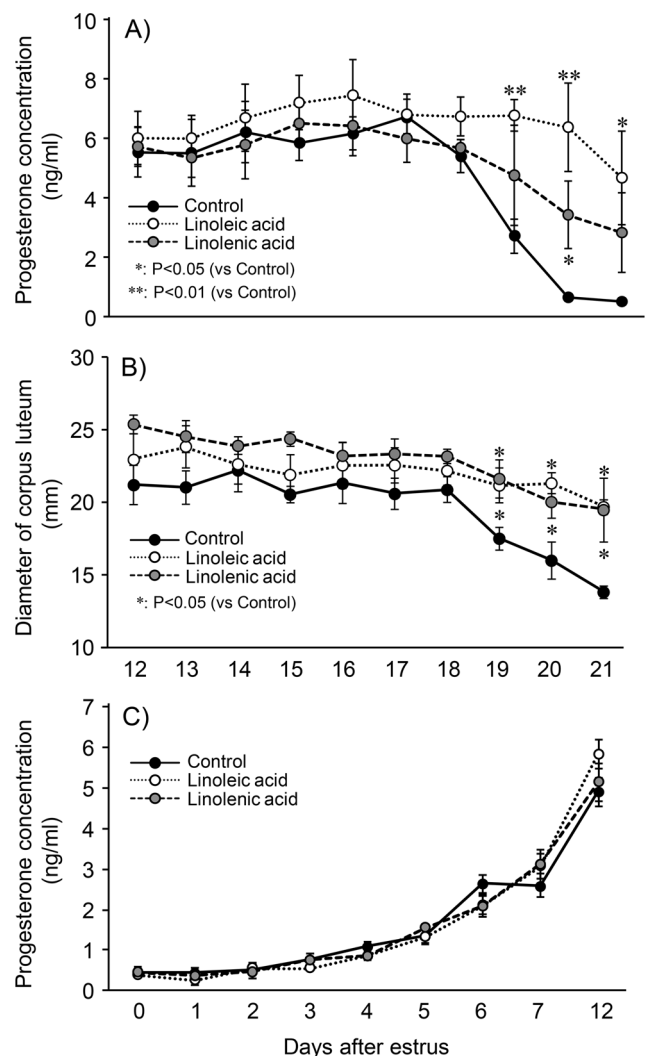 A)
Progesterone concentration
(ng/ml)
10
8
6
4
2
0
**
**
*
*
Control
Linoleic acid
Linolenic acid
*: P<0.05 (vs Control)
**: P<0.01 (vs Control)
B)
Diameter of corpus luteum
(mm)
30
25
20
15
10
*
*
*
*
*
*
Control
Linoleic acid
Linolenic acid
*: P<0.05 (vs Control)
12 13 14 15 16 17 18 19 20 21
C)
Progesterone concentration
(ng/ml)
7
6
5
4
3
2
1
0
Control
Linoleic acid
Linolenic acid
0 1 2 3 4 5 6 7 12
Days after estrus